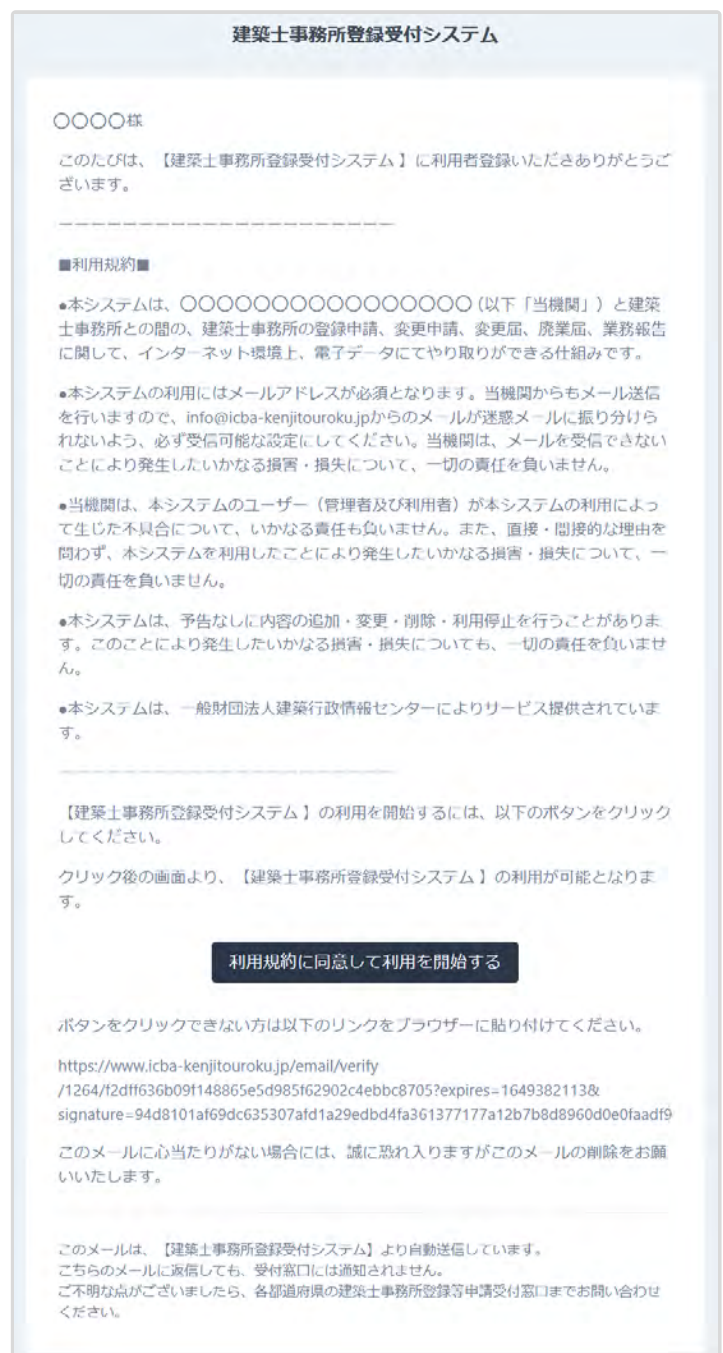 建築士事務所登録受付システム
〇〇〇〇様
このたびは、【建築士事務所登録受付システム】に利用者登録いただきありがとうご
ざいます。
ーーーーーーーーーーーーーーーーーーーーー
■利用規約■
●本システムは、〇〇〇〇〇〇〇〇〇〇〇〇〇〇〇〇（以下「当機関」）と建築
士事務所との間の、建築士事務所の登録申請、変更申請、変更届、廃業届、業務報告
に関して、インターネット環境上、電子データにてやり取りができる仕組みです。
●本システムの利用にはメールアドレスが必須となります。当機関からもメール送信
を行いますので、info@icba-kenjitouroku.jpからのメールが迷惑メールに振り分けら
れないよう、必ず受信可能な設定にしてください。当機関は、メールを受信できない
ことにより発生したいかなる損害・損失について、一切の責任を負いません。
●当機関は、本システムのユーザー（管理者及び利用者）が本システムの利用によっ
て生じた不具合について、いかなる責任も負いません。また、直接・間接的な理由を
問わず、本システムを利用したことにより発生したいかなる損害・損失について、一
切の責任を負いません。
●本システムは、予告なしに内容の追加・変更・削除・利用停止を行うことがありま
す。このことにより発生したいかなる損害・損失についても、一切の責任を負いませ
ん。
●本システムは、一般財団法人建築行政情報センターによりサービス提供されていま
す。
ーーーーーーーーーーーーーーーーーーーーー
【建築士事務所登録受付システム】の利用を開始するには、以下のボタンをクリック
してください。
クリック後の画面より、【建築士事務所登録受付システム】の利用が可能となりま
す。
利用規約に同意して利用を開始する
ボタンをクリックできない方は以下のリンクをブラウザーに貼り付けてください。
https://www.icba-kenjitouroku.jp/email/verify
/1264/f2dff636b09f148865e5d985f62902c4ebbc8705?expires=1649382113&
signature=94d8101af69dc635307afd1a29edbd4fa361377177a12b7b8d8960d0e0faadf9
このメールに心当たりがない場合には、誠に恐れ入りますがこのメールの削除をお願
いいたします。
このメールは、【建築士事務所登録受付システム】より自動送信しています。
こちらのメールに返信しても、受付窓口には通知されません。
ご不明な点がございましたら、各都道府県の建築士事務所登録等申請受付窓口までお問い合わせ
ください。